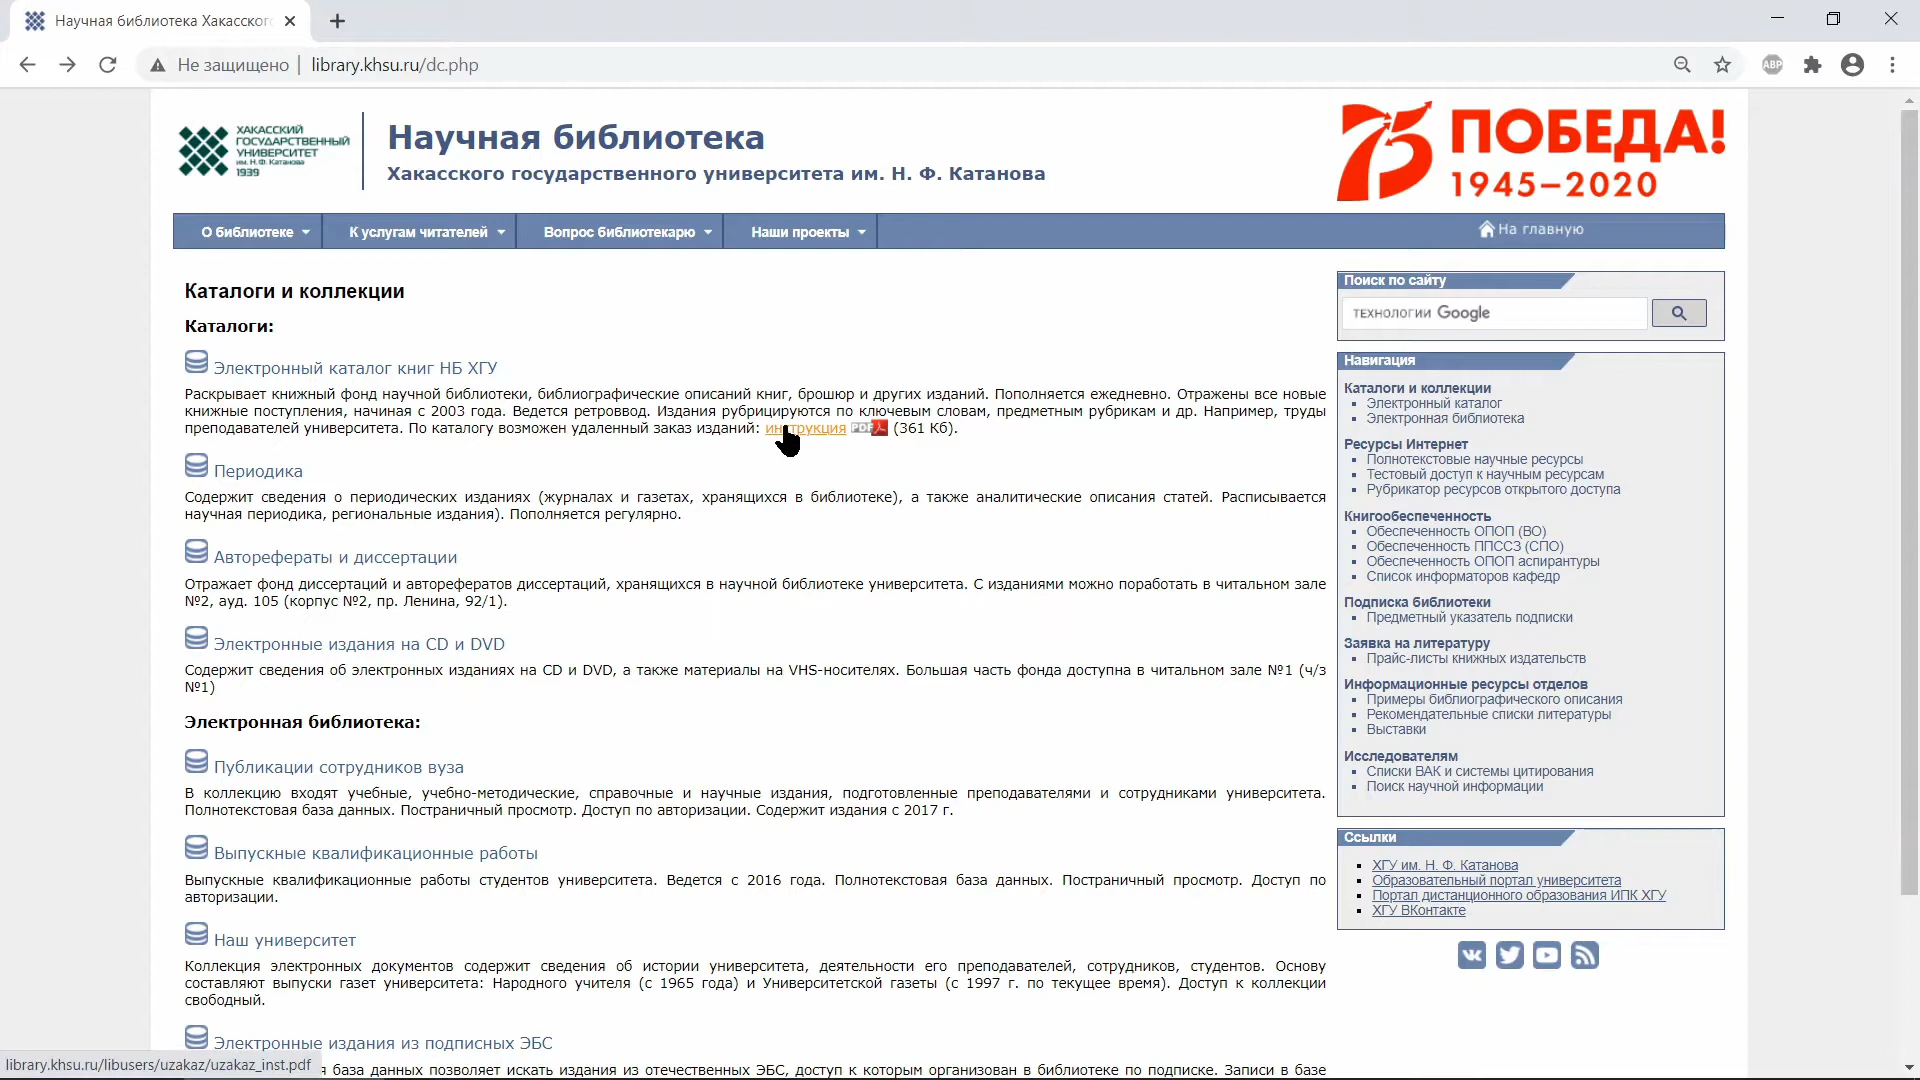 Научная библиотека Хакасског
Не защищено | library.khsu.ru/dc.php
ABP
ХАКАССКИЙ
ГОСУДАРСТВЕННЫЙ
УНИВЕРСИТЕТ
им. Н. Ф. Катанова
1939
Научная библиотека
Хакасского государственного университета им. Н. Ф. Катанова
75 ПОБЕДА!
1945–2020
О библиотеке
К услугам читателей
Вопрос библиотекарю
Наши проекты
На главную
Каталоги и коллекции
Каталоги:
Электронный каталог книг НБ ХГУ
Раскрывает книжный фонд научной библиотеки, библиографические описаний книг, брошюр и других изданий. Пополняется ежедневно. Отражены все новые
книжные поступления, начиная с 2003 года. Ведется ретроввод. Издания рубрицируются по ключевым словам, предметным рубрикам и др. Например, труды
преподавателей университета. По каталогу возможен удаленный заказ изданий: инструкция PDF (361 Кб).
Периодика
Содержит сведения о периодических изданиях (журналах и газетах, хранящихся в библиотеке), а также аналитические описания статей. Расписывается
научная периодика, региональные издания). Пополняется регулярно.
Авторефераты и диссертации
Отражает фонд диссертаций и авторефератов диссертаций, хранящихся в научной библиотеке университета. С изданиями можно поработать в читальном зале
№2, ауд. 105 (корпус №2, пр. Ленина, 92/1).
Электронные издания на CD и DVD
Содержит сведения об электронных изданиях на CD и DVD, а также материалы на VHS-носителях. Большая часть фонда доступна в читальном зале №1 (ч/з
№1)
Электронная библиотека:
Публикации сотрудников вуза
В коллекцию входят учебные, учебно-методические, справочные и научные издания, подготовленные преподавателями и сотрудниками университета.
Полнотекстовая база данных. Постраничный просмотр. Доступ по авторизации. Содержит издания с 2017 г.
Выпускные квалификационные работы
Выпускные квалификационные работы студентов университета. Ведется с 2016 года. Полнотекстовая база данных. Постраничный просмотр. Доступ по
авторизации.
Наш университет
Коллекция электронных документов содержит сведения об истории университета, деятельности его преподавателей, сотрудников, студентов. Основу
составляют выпуски газет университета: Народного учителя (с 1965 года) и Университетской газеты (с 1997 г. по текущее время). Доступ к коллекции
свободный.
Электронные издания из подписных ЭБС
я база данных позволяет искать издания из отечественных ЭБС, доступ к которым организован в библиотеке по подписке. Записи в базе
library.khsu.ru/libusers/uzakaz/uzakaz_inst.pdf
Поиск по сайту
ТЕХНОЛОГИИ Google
Навигация
Каталоги и коллекции
Электронный каталог
Электронная библиотека
Ресурсы Интернет
Полнотекстовые научные ресурсы
Тестовый доступ к научным ресурсам
Рубрикатор ресурсов открытого доступа
Книгообеспеченность
Обеспеченность ОПОП (ВО)
Обеспеченность ППССЗ (СПО)
Обеспеченность ОПОП аспирантуры
Список информаторов кафедр
Подписка библиотеки
Предметный указатель подписки
Заявка на литературу
Прайс-листы книжных издательств
Информационные ресурсы отделов
Примеры библиографического описания
Рекомендательные списки литературы
Выставки
Исследователям
Списки ВАК и системы цитирования
Поиск научной информации
Ссылки
ХГУ им. Н. Ф. Катанова
Образовательный портал университета
Портал дистанционного образования ИПК ХГУ
ХГУ ВКонтакте